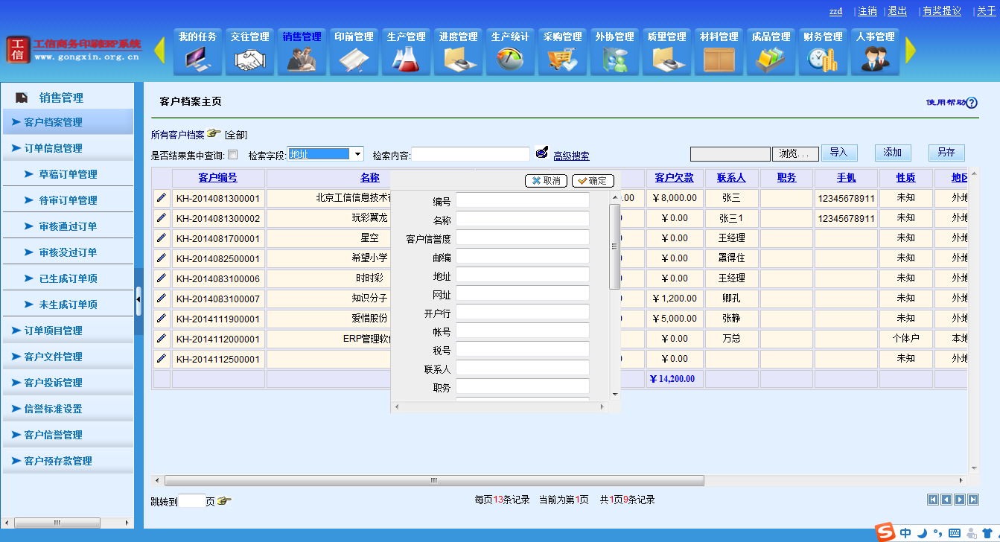 zzd |注销 |退出 |有奖提议 |关于
工信
工信商务印刷ERP系统
www.gongxin.org.cn
我的任务 交往管理 销售管理 印前管理 生产管理 进度管理 生产统计 采购管理 外协管理 质量管理 材料管理 成品管理 财务管理 人事管理
销售管理
客户档案管理
订单信息管理
草稿订单管理
待审订单管理
审核通过订单
审核没过订单
已生成订单项
未生成订单项
订单项目管理
客户文件管理
客户投诉管理
信誉标准设置
客户信誉管理
客户预存款管理
客户档案主页
使用帮助?
所有客户档案 [全部]
是否结果集中查询: 检索字段: 地址 检索内容: 高级搜索 浏览... 导入 添加 另存
客户编号 名称 客户欠款 联系人 职务 手机 性质 地区
KH-2014081300001 北京工信信息技术 .00 ¥8,000.00 张三 12345678911 未知 外地
KH-2014081300002 玩彩翼龙 ¥0.00 张三1 12345678911 未知 外地
KH-2014081700001 星空 ¥0.00 王经理 未知 外地
KH-2014082500001 希望小学 ¥0.00 罩得住 未知 外地
KH-2014083100006 时时彩 ¥0.00 王经理 未知 外地
KH-2014083100007 知识分子 ¥1,200.00 卿孔 未知 外地
KH-2014111900001 爱惜股份 ¥5,000.00 张静 未知 外地
KH-2014112000001 ERP管理软 ¥0.00 万总 个体户 本地
KH-2014112500001 ¥0.00 未知 外地
¥14,200.00
取消 确定
编号
名称
客户信誉度
邮编
地址
网址
开户行
帐号
税号
联系人
职务
跳转到 页 每页13条记录 当前为第1页 共1页9条记录
S 中